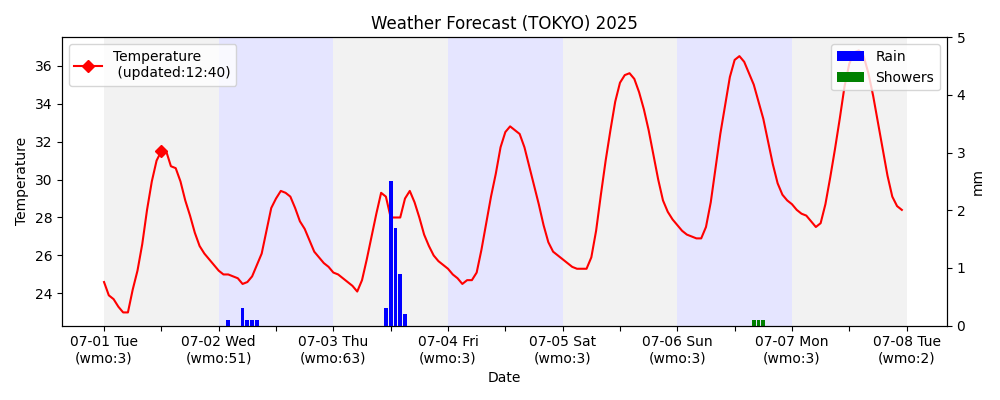 Weather Forecast (TOKYO) 2025
Temperature
(updated:12:40)
Rain
Showers
Temperature
36
34
32
30
28
26
24
5
4
3
2
1
0
mm
07-01 Tue
(wmo:3)
07-02 Wed
(wmo:51)
07-03 Thu
(wmo:63)
07-04 Fri
(wmo:3)
07-05 Sat
(wmo:3)
07-06 Sun
(wmo:3)
07-07 Mon
(wmo:3)
07-08 Tue
(wmo:2)
Date